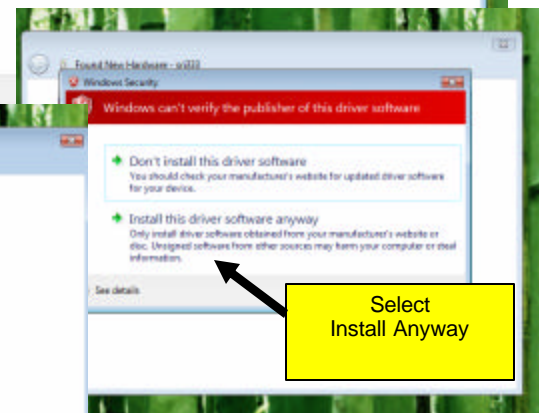 Found New Hardware -
Windows Security
Windows can't verify the publisher of this driver software
Don't install this driver software
You should check your manufacturer's website for updated driver software
for your device.
Install this driver software anyway
Only install driver software obtained from your manufacturer's website or
disc. Unsigned software from other sources may harm your computer or steal
information.
See details
Select
Install Anyway